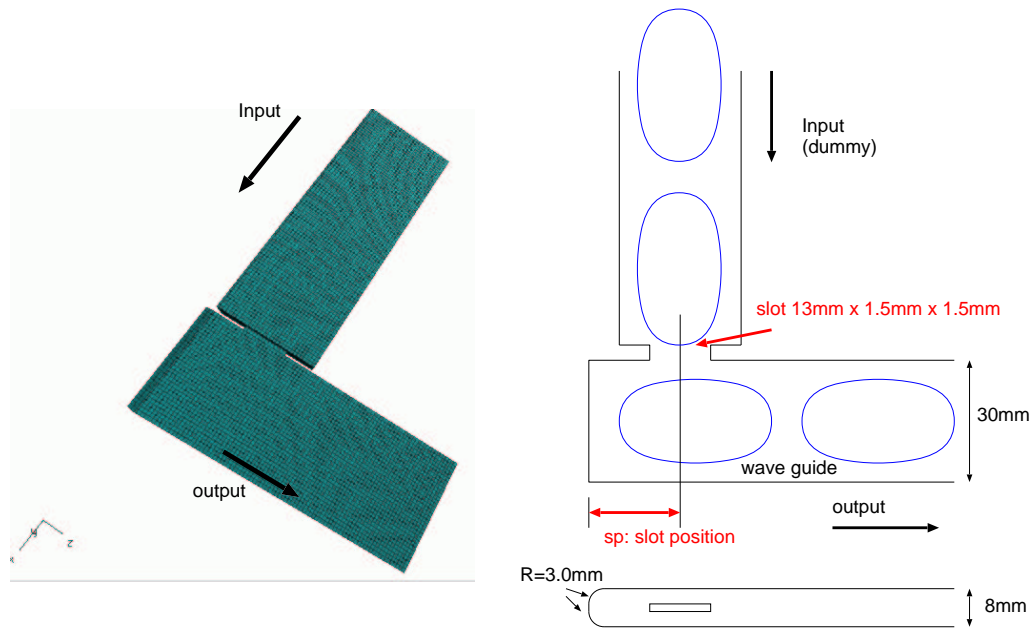 Input
output
y
z
x
Input
(dummy)
slot 13mm x 1.5mm x 1.5mm
30mm
wave guide
output
sp: slot position
R=3.0mm
8mm